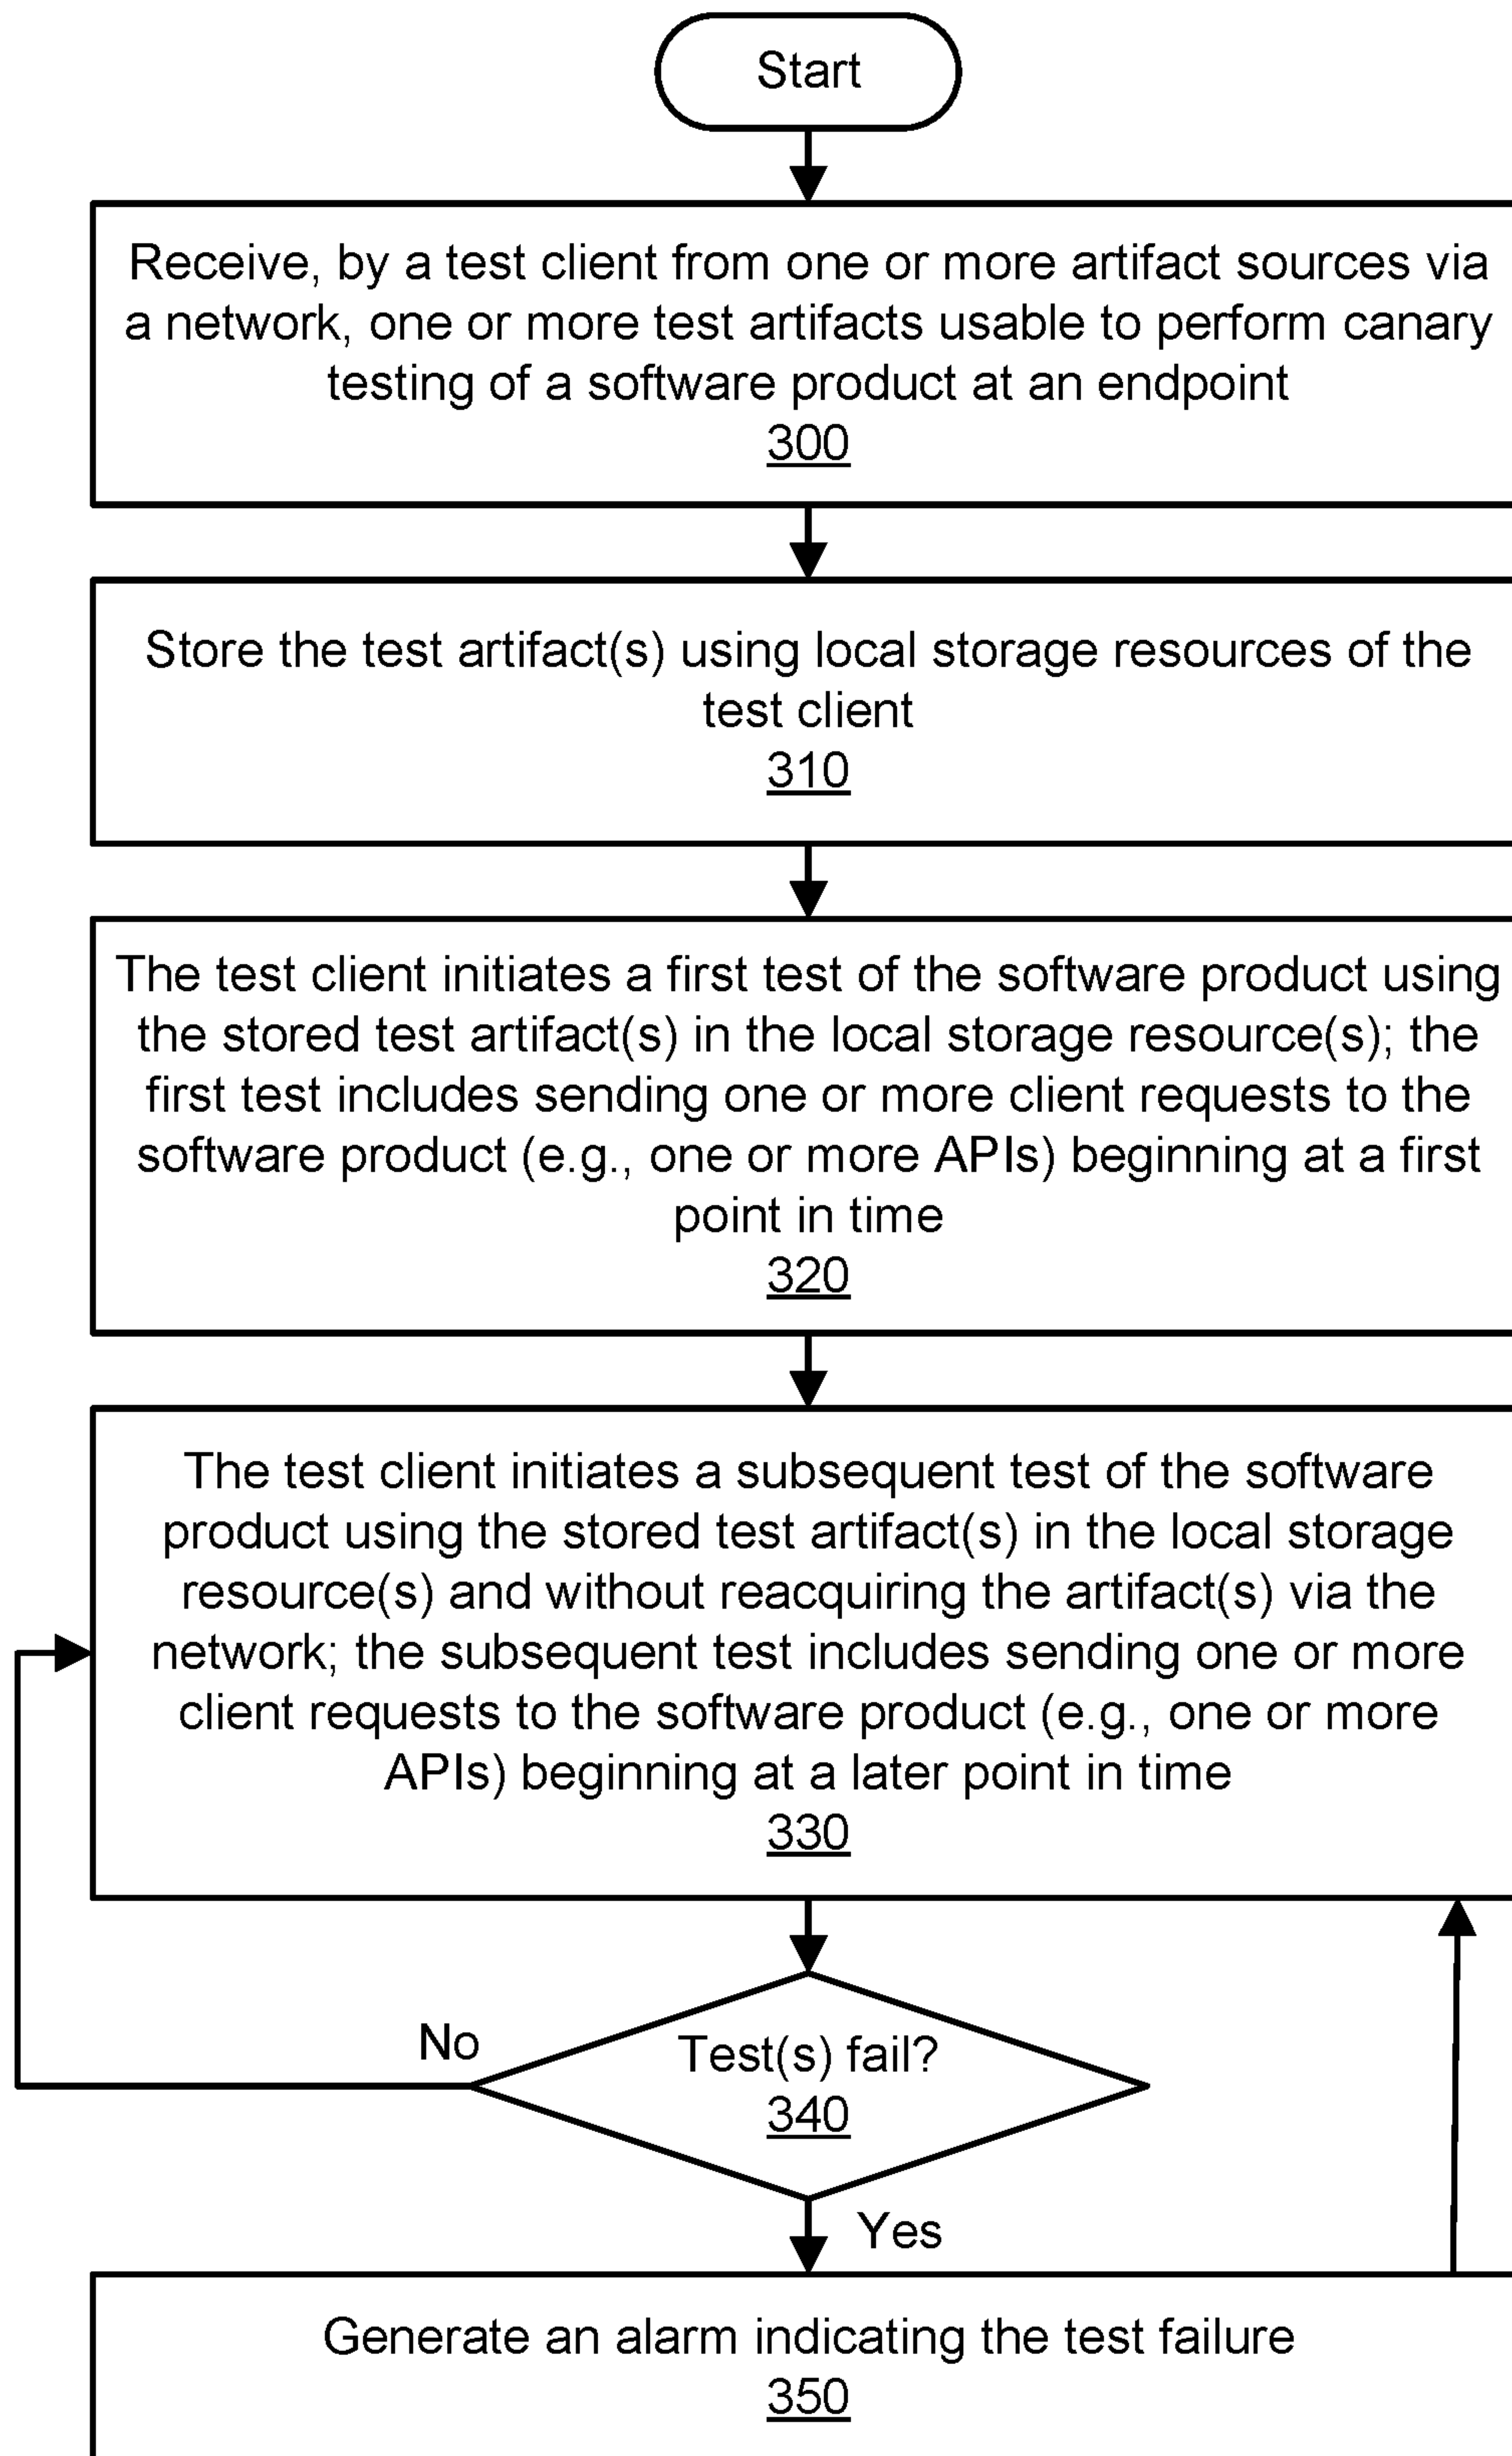 Start
Receive, by a test client from one or more artifact sources via
a network, one or more test artifacts usable to perform canary
testing of a software product at an endpoint
300
Store the test artifact(s) using local storage resources of the
test client
310
The test client initiates a first test of the software product using
the stored test artifact(s) in the local storage resource(s); the
first test includes sending one or more client requests to the
software product (e.g., one or more APIs) beginning at a first
point in time
320
The test client initiates a subsequent test of the software
product using the stored test artifact(s) in the local storage
resource(s) and without reacquiring the artifact(s) via the
network; the subsequent test includes sending one or more
client requests to the software product (e.g., one or more
APIs) beginning at a later point in time
330
No
Test(s) fail?
340
Yes
Generate an alarm indicating the test failure
350